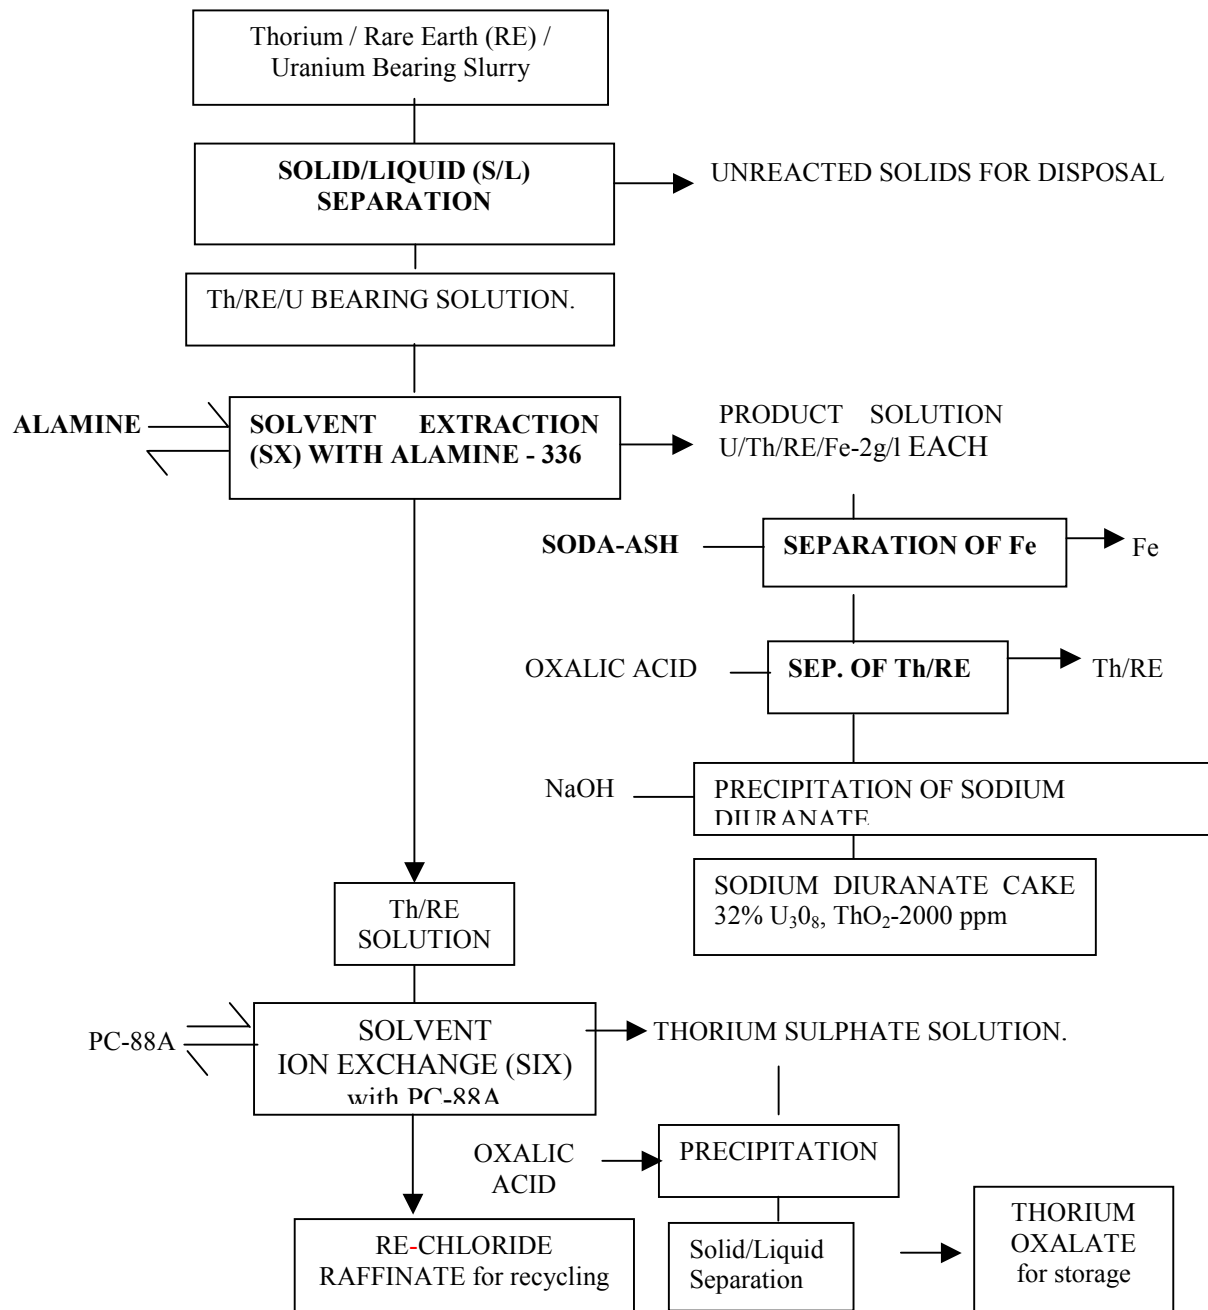 Thorium / Rare Earth (RE) /
Uranium Bearing Slurry
SOLID/LIQUID (S/L)
SEPARATION
UNREACTED SOLIDS FOR DISPOSAL
Th/RE/U BEARING SOLUTION.
ALAMINE
SOLVENT EXTRACTION
(SX) WITH ALAMINE - 336
PRODUCT SOLUTION
U/Th/RE/Fe-2g/l EACH
SODA-ASH
SEPARATION OF Fe
Fe
OXALIC ACID
SEP. OF Th/RE
Th/RE
NaOH
PRECIPITATION OF SODIUM
DIURANATE
SODIUM DIURANATE CAKE
32% U₃0₈, ThO₂-2000 ppm
Th/RE
SOLUTION
PC-88A
SOLVENT
ION EXCHANGE (SIX)
with PC-88A
THORIUM SULPHATE SOLUTION.
OXALIC
ACID
PRECIPITATION
RE-CHLORIDE
RAFFINATE for recycling
Solid/Liquid
Separation
THORIUM
OXALATE
for storage